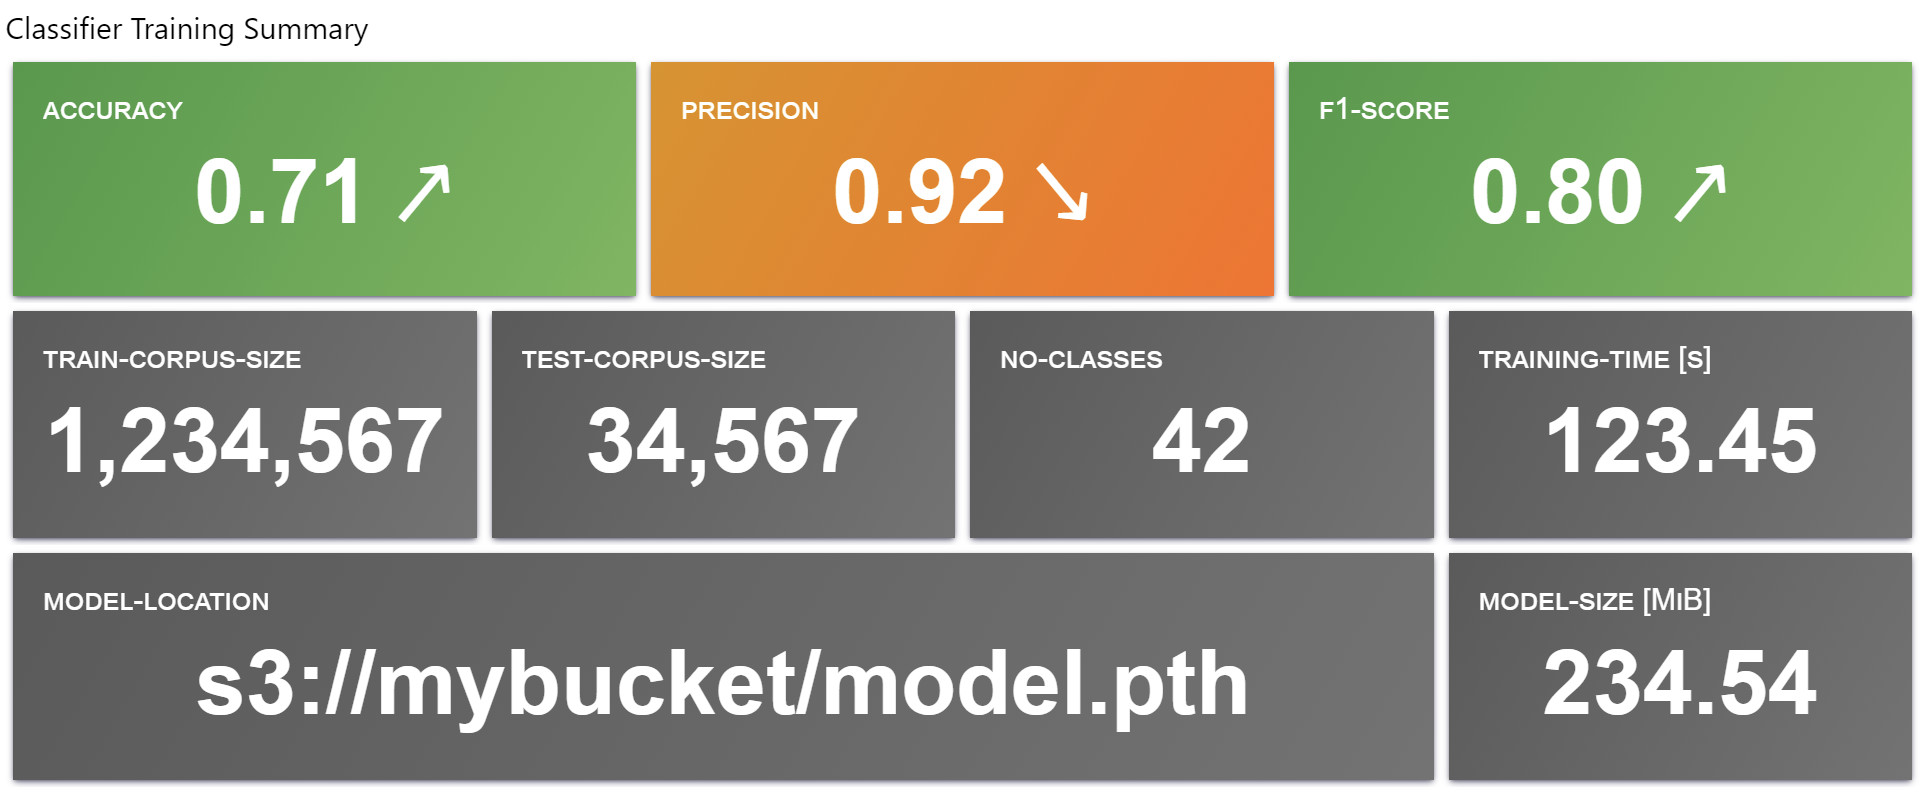 Classifier Training Summary
ACCURACY
0.71 ↗
PRECISION
0.92 ↘
F1-SCORE
0.80 ↗
TRAIN-CORPUS-SIZE
1,234,567
TEST-CORPUS-SIZE
34,567
NO-CLASSES
42
TRAINING-TIME [S]
123.45
MODEL-LOCATION
s3://mybucket/model.pth
MODEL-SIZE [MIB]
234.54